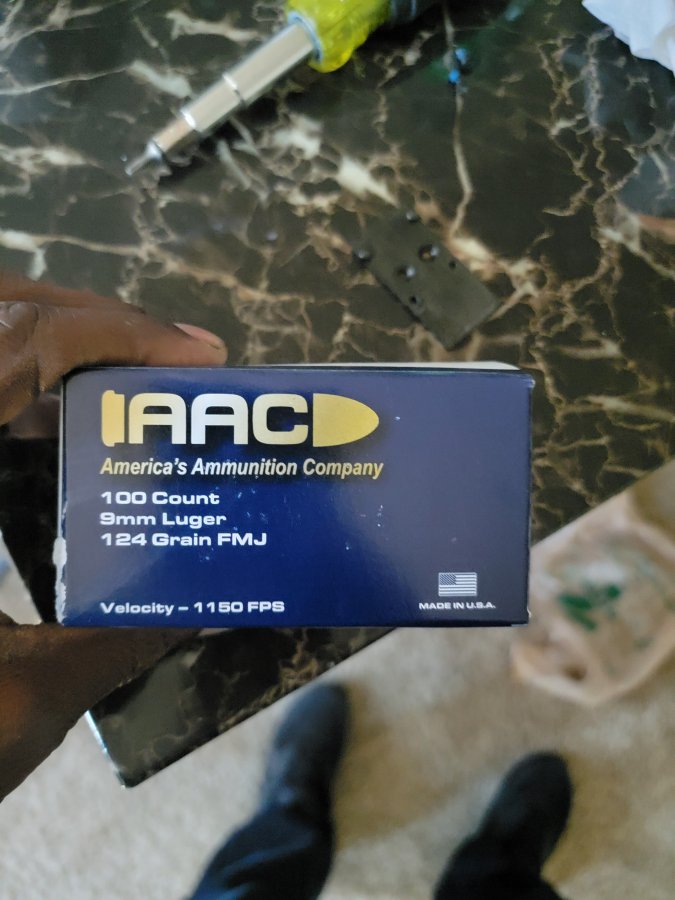 AAC
America's Ammunition Company
100 Count
9mm Luger
124 Grain FMJ
Velocity – 1150 FPS
MADE IN U.S.A.